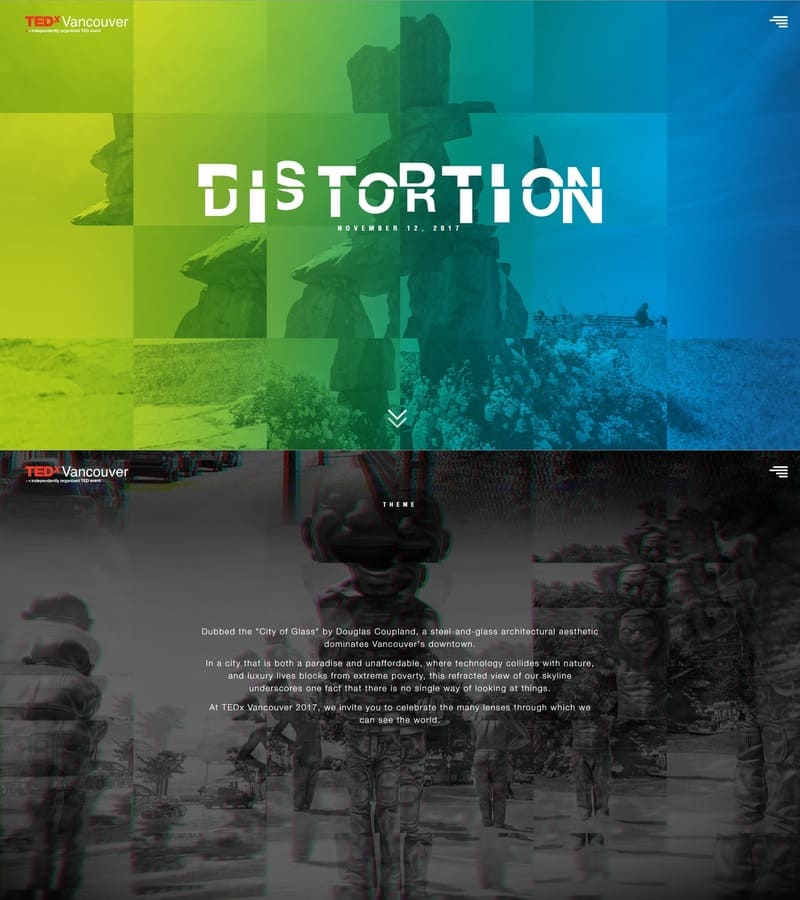 TEDxVancouver
x = independently organized TED event
DISTORTION
NOVEMBER 12, 2017
TEDxVancouver
x = independently organized TED event
THEME
Dubbed the "City of Glass" by Douglas Coupland, a steel-and-glass architectural aesthetic
dominates Vancouver's downtown.
In a city that is both a paradise and unaffordable, where technology collides with nature,
and luxury lives blocks from extreme poverty, this refracted view of our skyline
underscores one fact that there is no single way of looking at things.
At TEDx Vancouver 2017, we invite you to celebrate the many lenses through which we
can see the world.